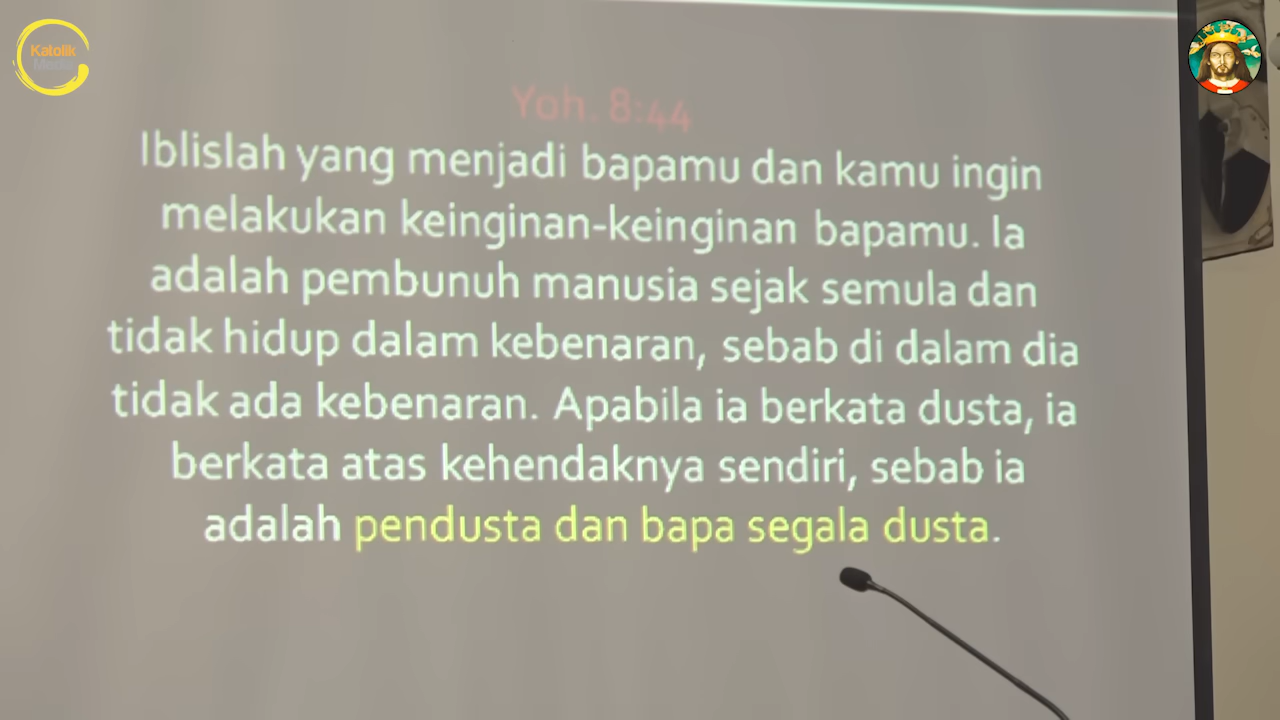 Katolik
Media
Yoh. 8:44
Iblislah yang menjadi bapamu dan kamu ingin
melakukan keinginan-keinginan bapamu. Ia
adalah pembunuh manusia sejak semula dan
tidak hidup dalam kebenaran, sebab di dalam dia
tidak ada kebenaran. Apabila ia berkata dusta, ia
berkata atas kehendaknya sendiri, sebab ia
adalah pendusta dan bapa segala dusta.